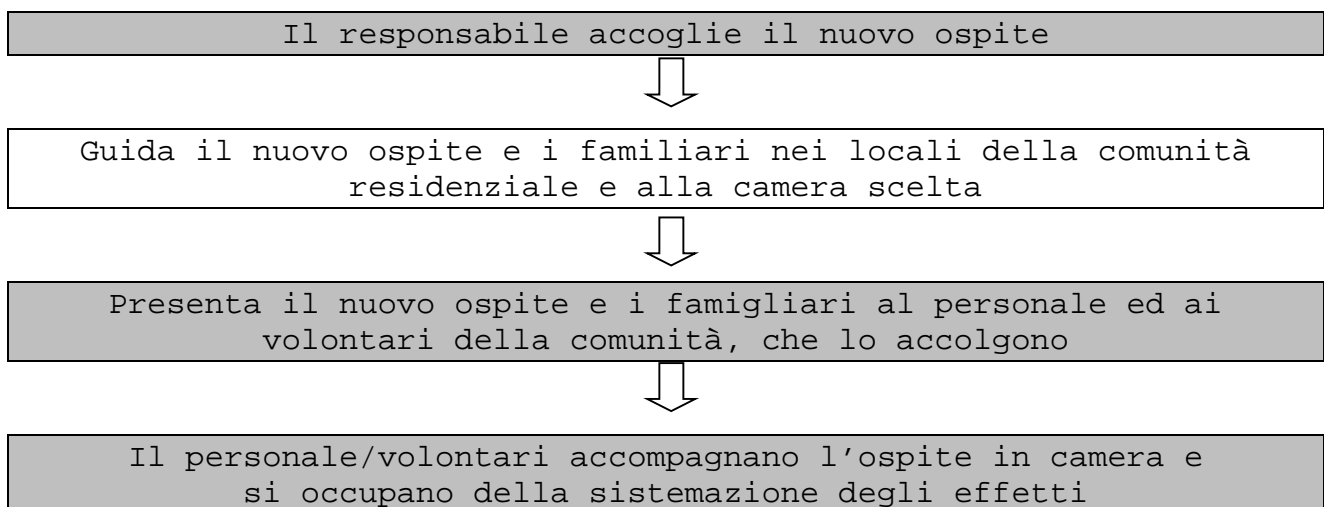 Il responsabile accoglie il nuovo ospite
Guida il nuovo ospite e i familiari nei locali della comunità
residenziale e alla camera scelta
Presenta il nuovo ospite e i famigliari al personale ed ai
volontari della comunità, che lo accolgono
Il personale/volontari accompagnano l'ospite in camera e
si occupano della sistemazione degli effetti